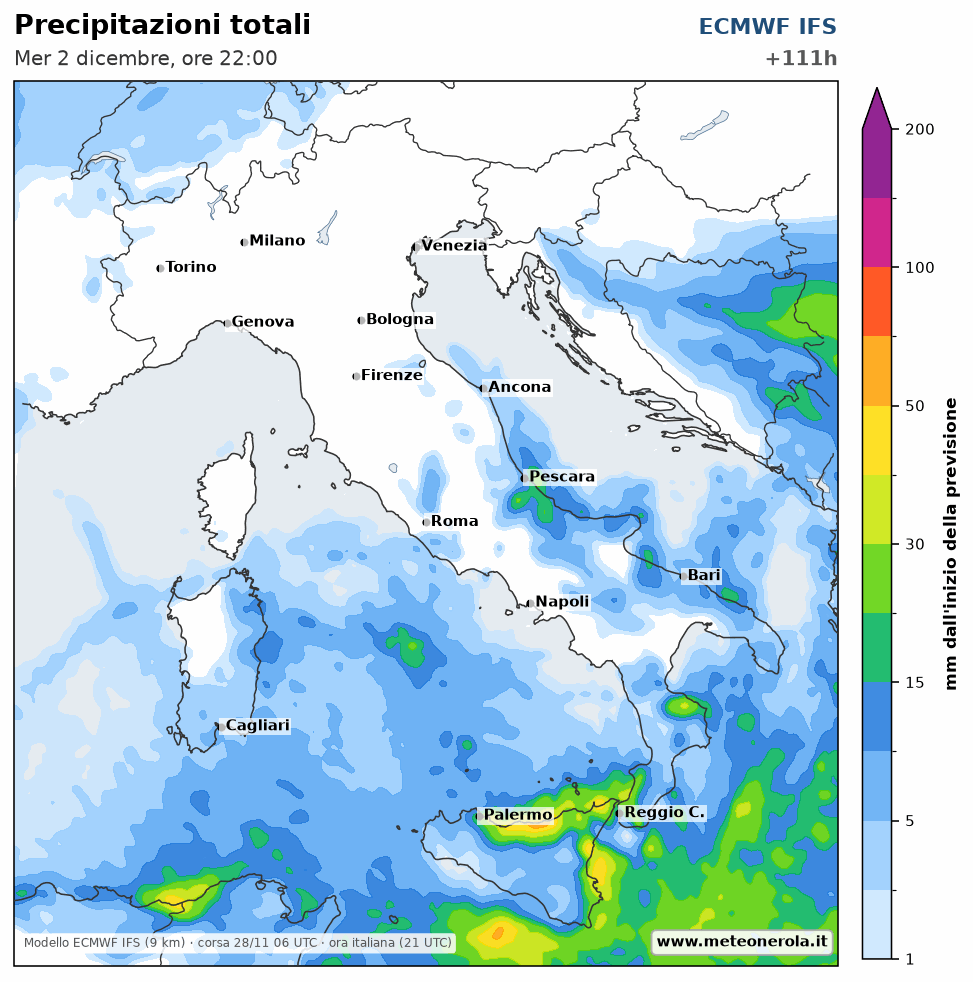 Precipitazioni totali
ECMWF IFS
Mer 2 dicembre, ore 22:00
+111h
Milano
Venezia
Torino
Genova
Bologna
Firenze
Ancona
Pescara
Roma
Bari
Napoli
Cagliari
Palermo
Reggio C.
200
100
50
30
15
5
1
mm dall'inizio della previsione
Modello ECMWF IFS (9 km) · corsa 28/11 06 UTC · ora italiana (21 UTC)
www.meteonerola.it